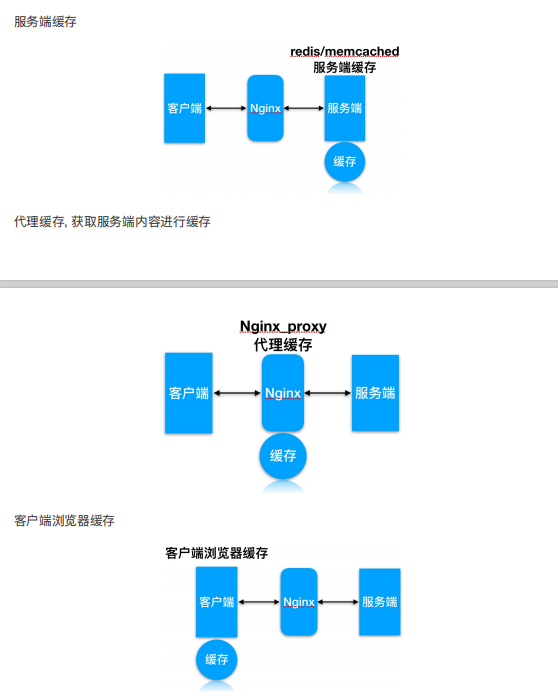 服务端缓存
redis/memcached
服务端缓存
客户端
Nginx
服务端
缓存
代理缓存, 获取服务端内容进行缓存
Nginx_proxy
代理缓存
客户端
Nginx
服务端
缓存
客户端浏览器缓存
客户端浏览器缓存
客户端
Nginx
服务端
缓存